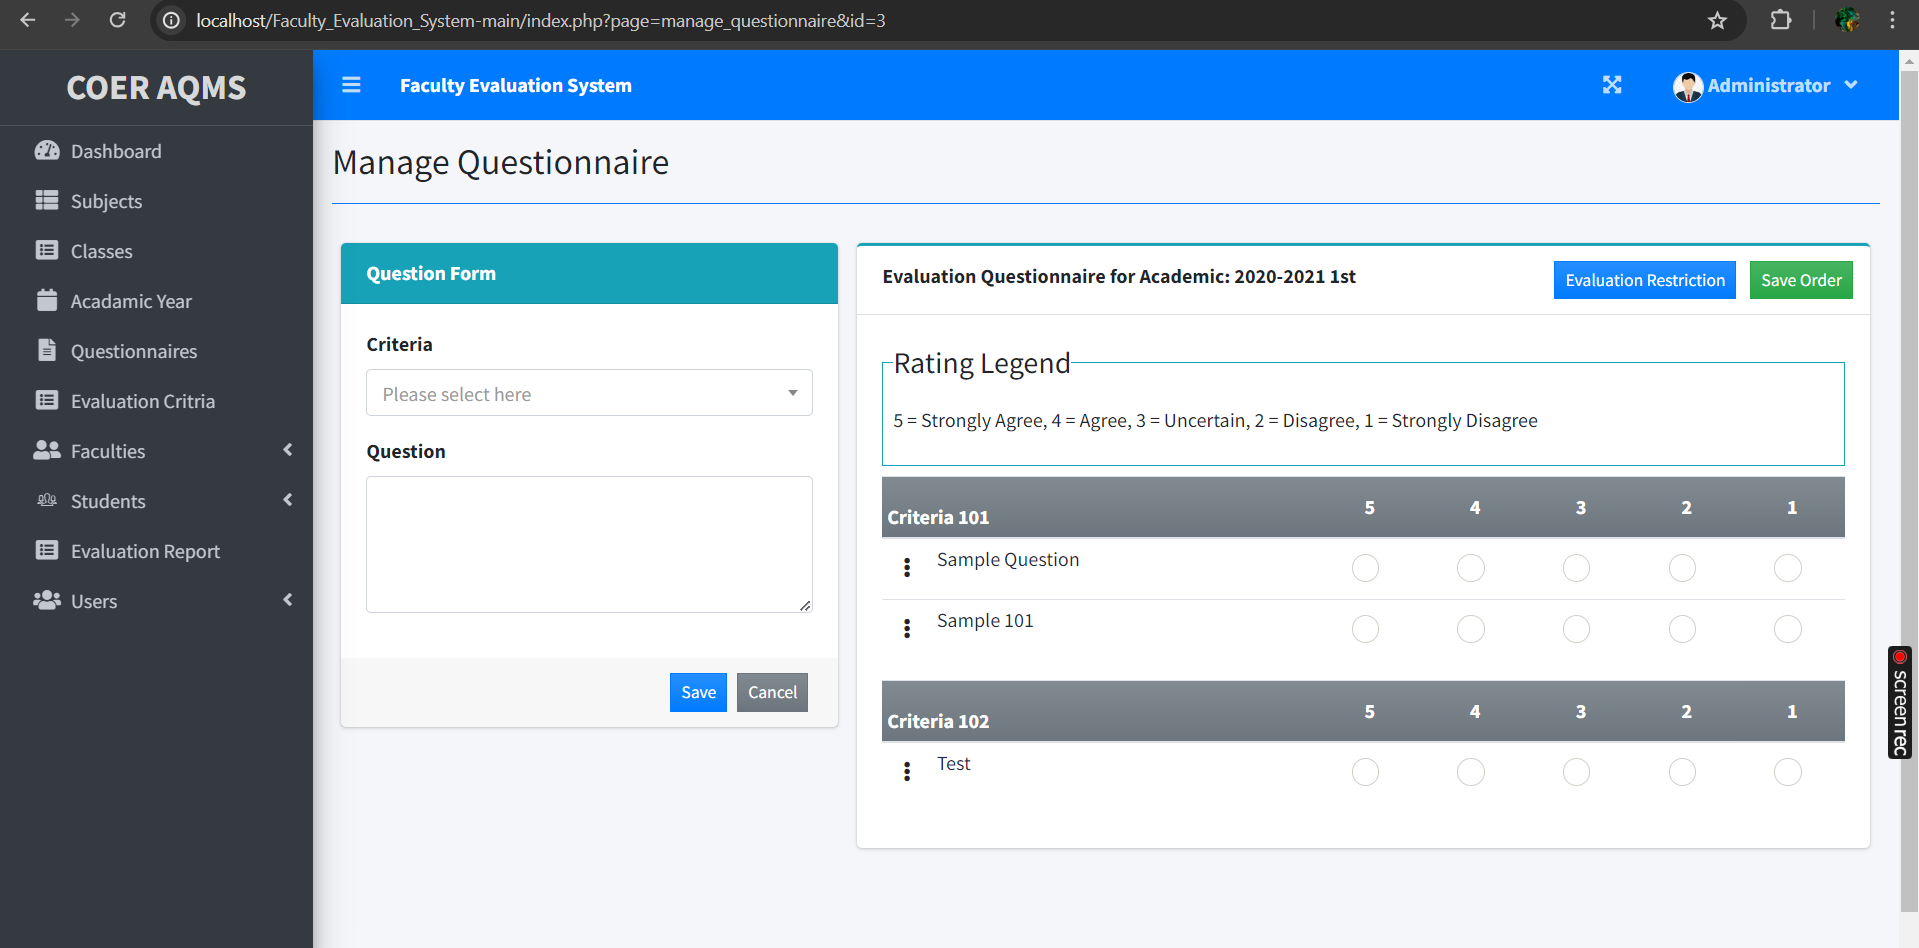 localhost/Faculty_Evaluation_System-main/index.php?page=manage_questionnaire&id=3
COER AQMS
Faculty Evaluation System
Administrator
Dashboard
Subjects
Classes
Acadamic Year
Questionnaires
Evaluation Critria
Faculties
Students
Evaluation Report
Users
Manage Questionnaire
Question Form
Criteria
Please select here
Question
Save Cancel
Evaluation Questionnaire for Academic: 2020-2021 1st
Evaluation Restriction Save Order
Rating Legend
5 = Strongly Agree, 4 = Agree, 3 = Uncertain, 2 = Disagree, 1 = Strongly Disagree
Criteria 101 5 4 3 2 1
Sample Question
Sample 101
Criteria 102 5 4 3 2 1
Test
screenrec